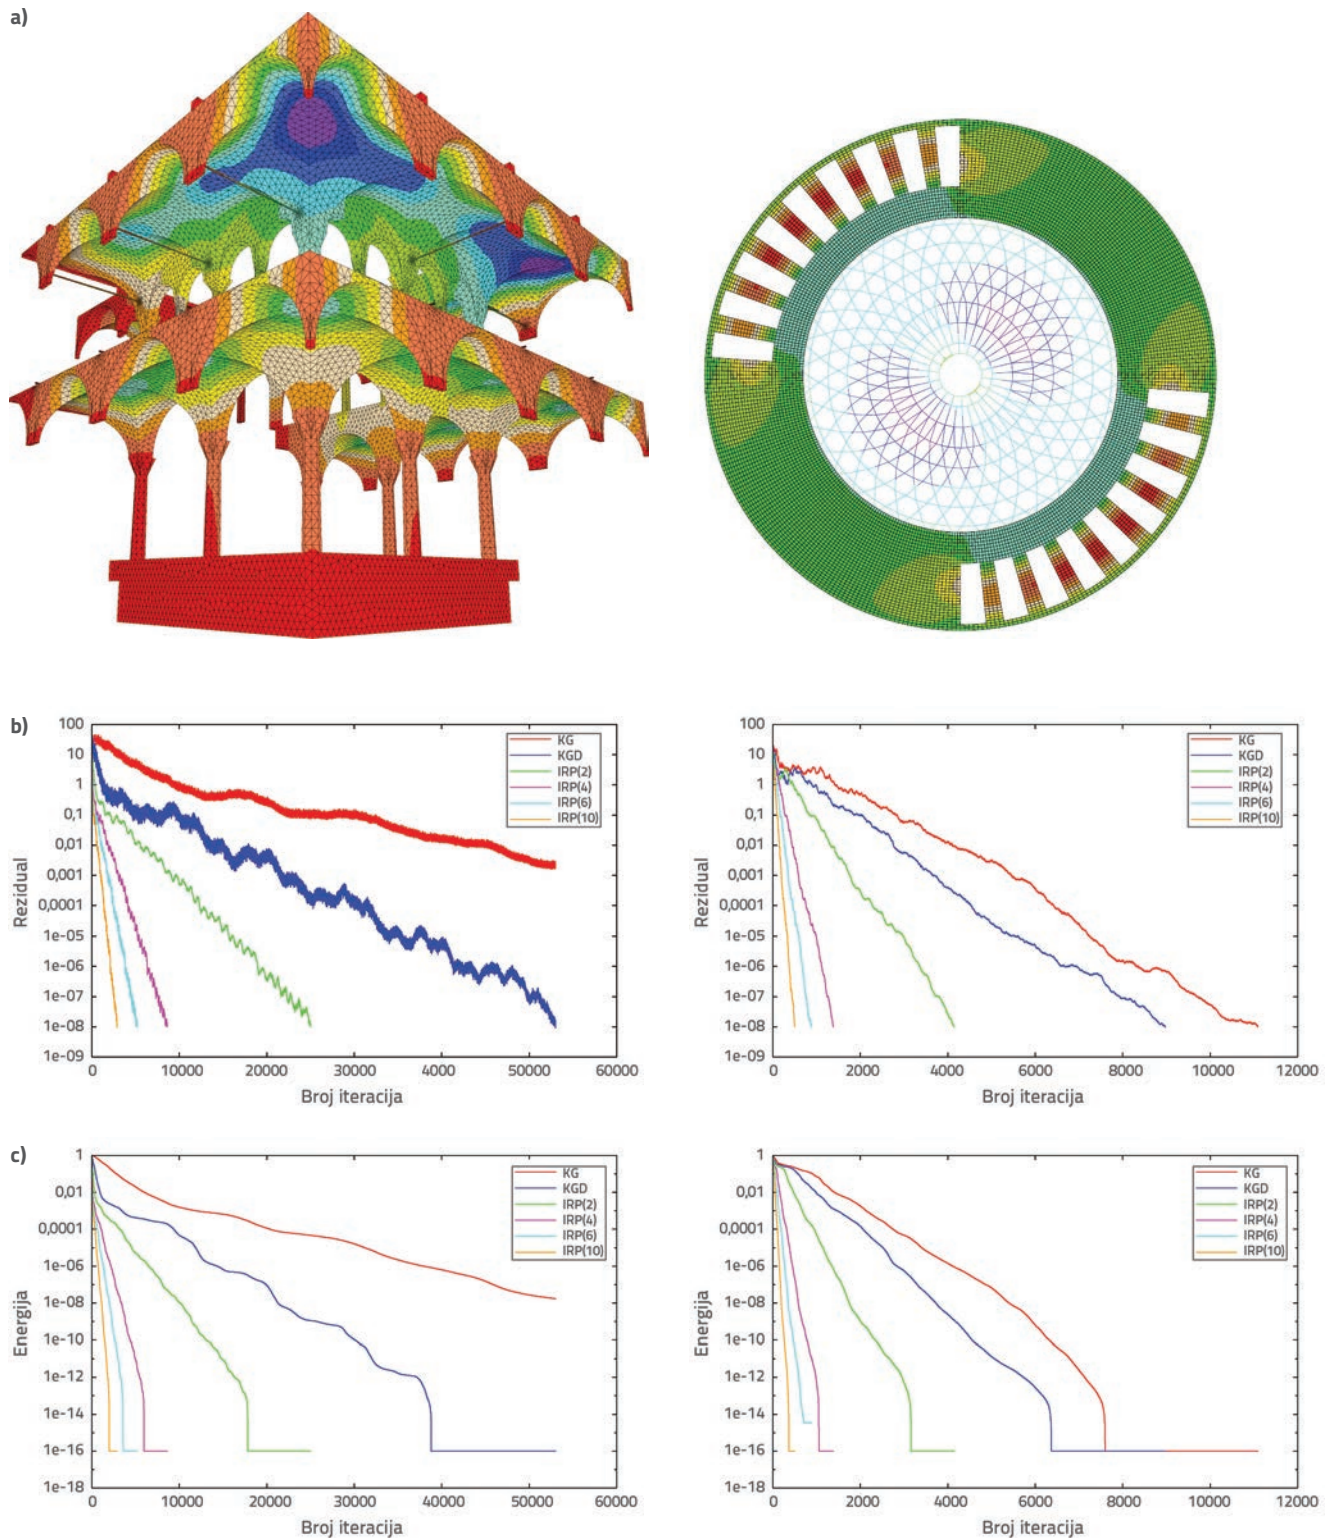 a)
b)
100
10
1
0,1
0,01
0,001
0,0001
1e-05
1e-06
1e-07
1e-08
1e-09
Rezidual
KG
KGD
IRP(2)
IRP(4)
IRP(6)
IRP(10)
0 10000 20000 30000 40000 50000 60000
Broj iteracija
100
10
1
0,1
0,01
0,001
0,0001
1e-05
1e-06
1e-07
1e-08
1e-09
Rezidual
KG
KGD
IRP(2)
IRP(4)
IRP(6)
IRP(10)
0 2000 4000 6000 8000 10000 12000
Broj iteracija
c)
1
0,01
0,0001
1e-06
1e-08
1e-10
1e-12
1e-14
1e-16
1e-18
Energija
KG
KGD
IRP(2)
IRP(4)
IRP(6)
IRP(10)
0 10000 20000 30000 40000 50000 60000
Broj iteracija
1
0,01
0,0001
1e-06
1e-08
1e-10
1e-12
1e-14
1e-16
1e-18
Energija
KG
KGD
IRP(2)
IRP(4)
IRP(6)
IRP(10)
0 2000 4000 6000 8000 10000 12000
Broj iteracija